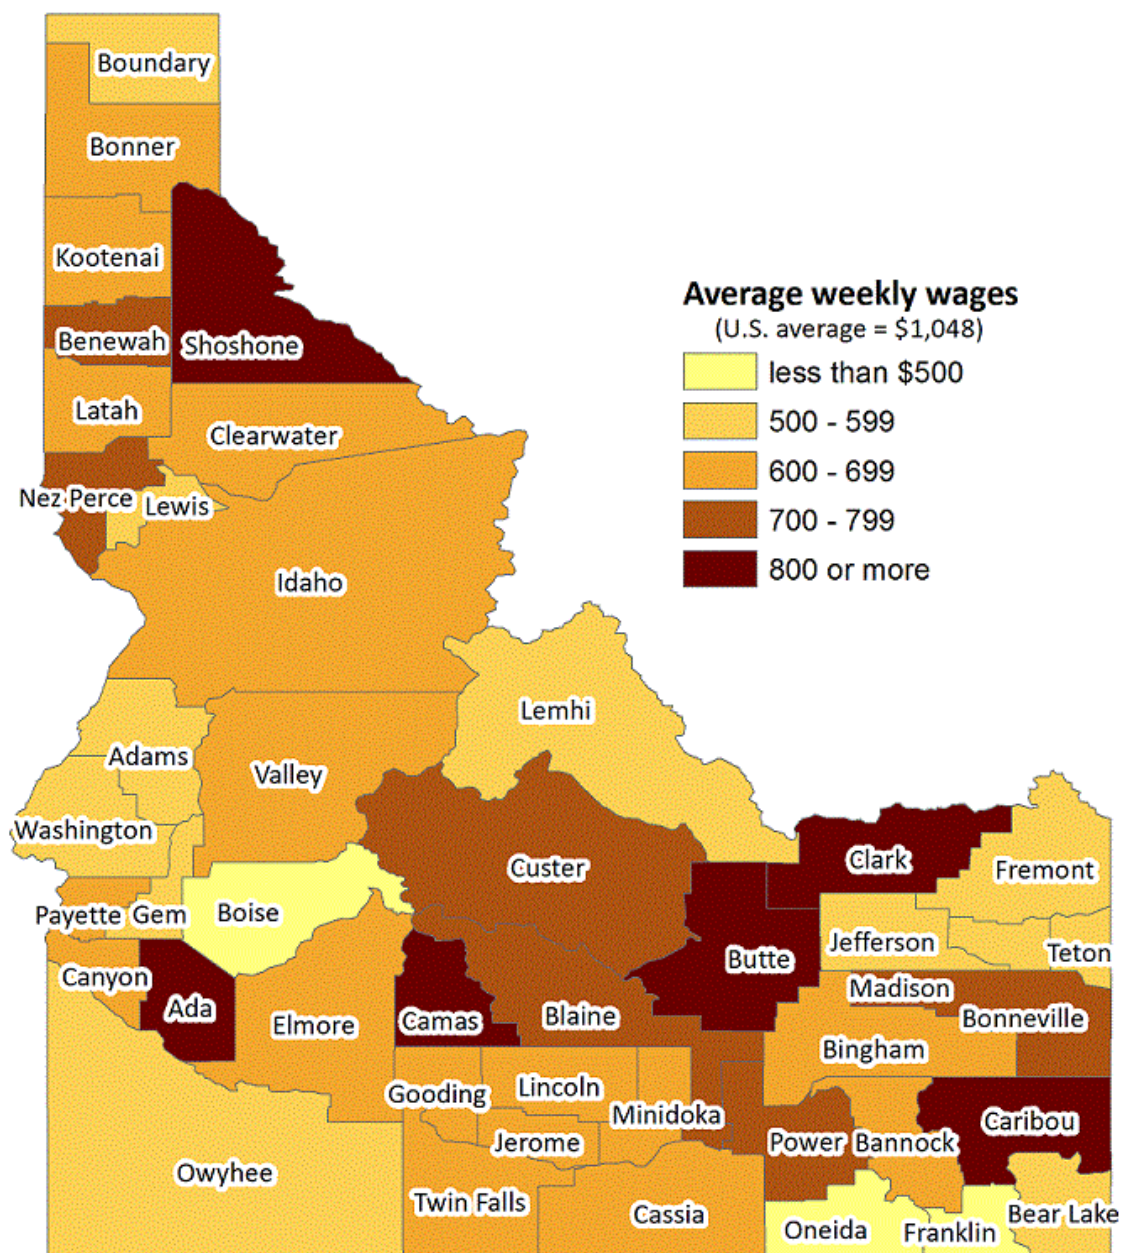 Boundary
Bonner
Kootenai
Average weekly wages
(U.S. average = $1,048)
Benewah
Shoshone
less than $500
Latah
500 - 599
Clearwater
600 - 699
Nez Perce
Lewis
700 - 799
800 or more
Idaho
Lemhi
Adams
Valley
Washington
Clark
Custer
Fremont
Payette
Gem
Boise
Jefferson
Teton
Butte
Canyon
Madison
Ada
Blaine
Bonneville
Camas
Elmore
Bingham
Lincoln
Gooding
Minidoka
Caribou
Jerome
Power
Bannock
Owyhee
Twin Falls
Cassia
Bear Lake
Oneida
Franklin